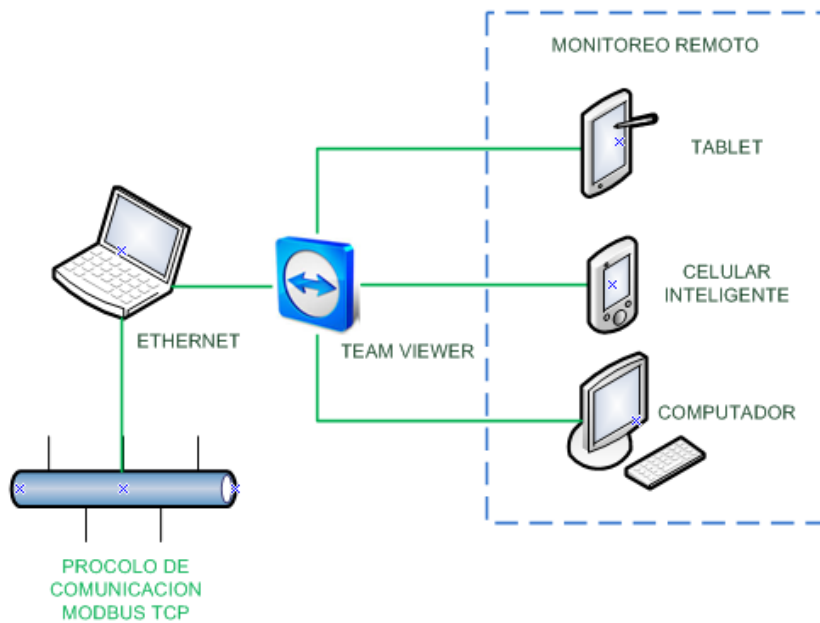 MONITOREO REMOTO
TABLET
CELULAR
INTELIGENTE
ETHERNET
TEAM VIEWER
COMPUTADOR
PROCOLO DE
COMUNICACION
MODBUS TCP